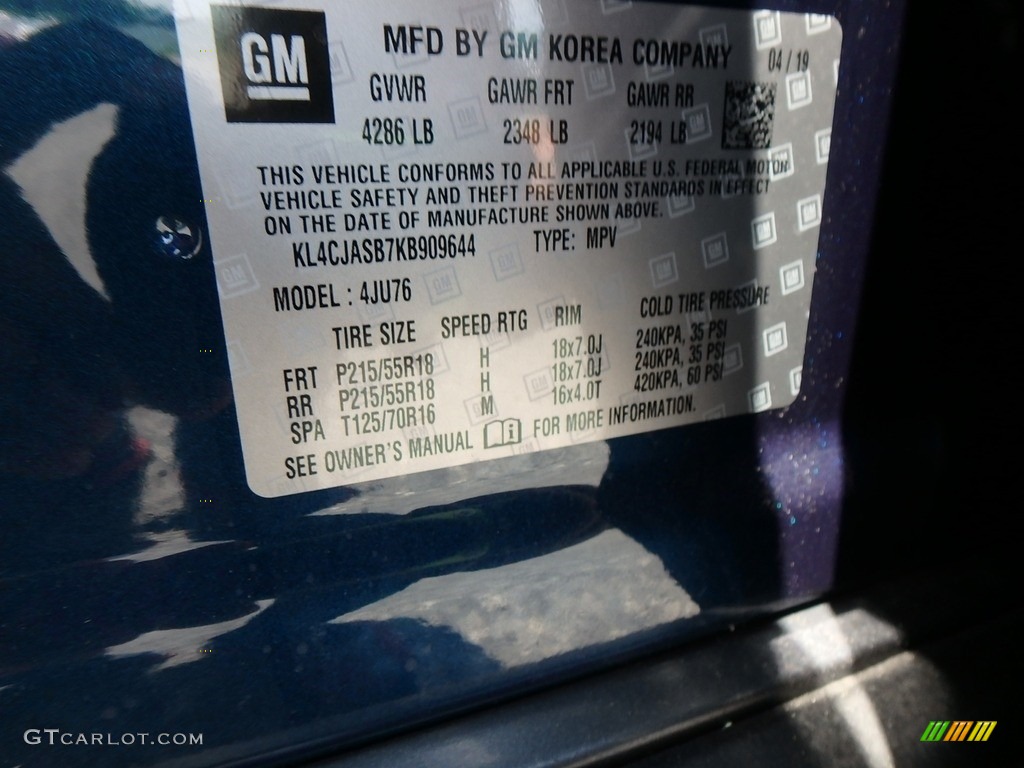 GM
MFD BY GM KOREA COMPANY
04/19
GVWR GAWR FRT GAWR RR
4286 LB 2348 LB 2194 LB
THIS VEHICLE CONFORMS TO ALL APPLICABLE U.S. FEDERAL MOTOR
VEHICLE SAFETY AND THEFT PREVENTION STANDARDS IN EFFECT
ON THE DATE OF MANUFACTURE SHOWN ABOVE.
KL4CJASB7KB909644 TYPE: MPV
MODEL : 4JU76
TIRE SIZE SPEED RTG RIM COLD TIRE PRESSURE
FRT P215/55R18 H 18x7.0J 240KPA, 35 PSI
RR P215/55R18 H 18x7.0J 240KPA, 35 PSI
SPA T125/70R16 M 16x4.0T 420KPA, 60 PSI
SEE OWNER'S MANUAL FOR MORE INFORMATION.
GTCARLOT.COM